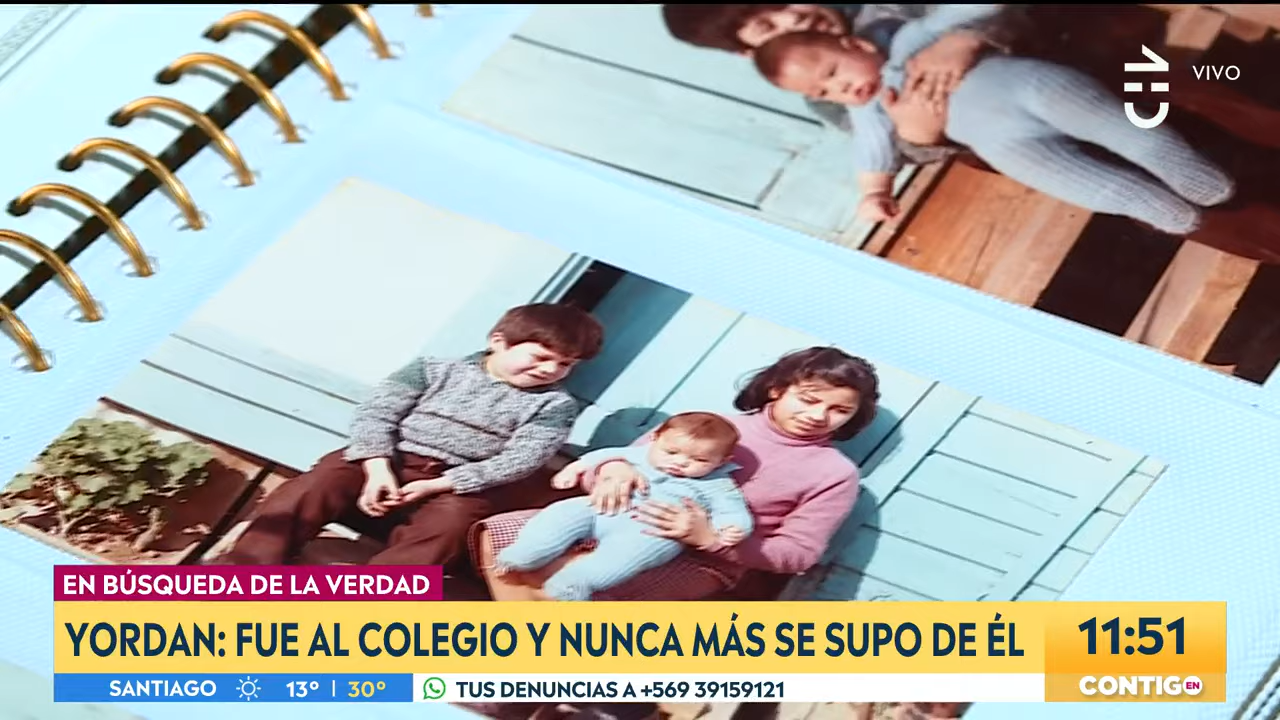 CHV
VIVO
EN BÚSQUEDA DE LA VERDAD
YORDAN: FUE AL COLEGIO Y NUNCA MÁS SE SUPO DE ÉL
11:51
SANTIAGO 13° | 30° TUS DENUNCIAS A +569 39159121
CONTIGO EN